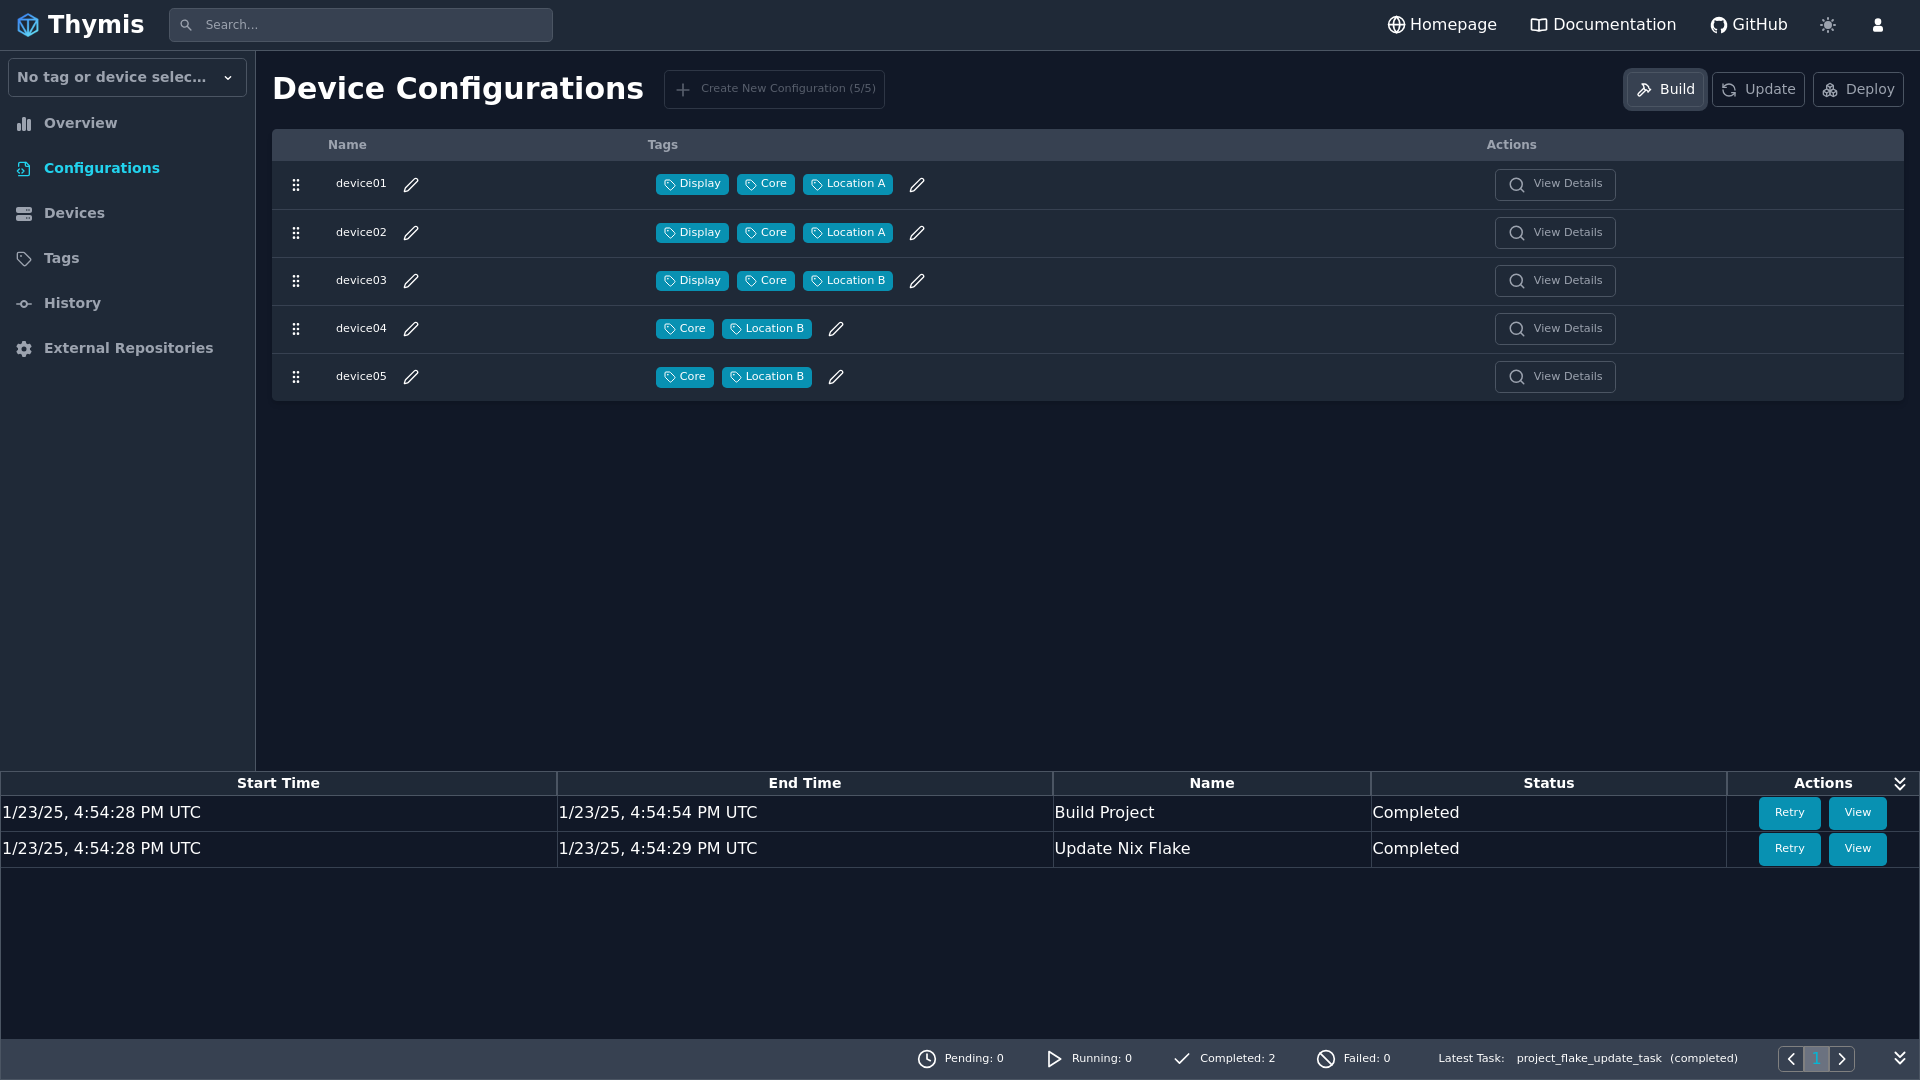 Thymis Search... Homepage Documentation GitHub
No tag or device selec...
Overview
Configurations
Devices
Tags
History
External Repositories
Device Configurations Create New Configuration (5/5) Build Update Deploy
Name Tags Actions
device01 Display Core Location A View Details
device02 Display Core Location A View Details
device03 Display Core Location B View Details
device04 Core Location B View Details
device05 Core Location B View Details
Start Time End Time Name Status Actions
1/23/25, 4:54:28 PM UTC 1/23/25, 4:54:54 PM UTC Build Project Completed Retry View
1/23/25, 4:54:28 PM UTC 1/23/25, 4:54:29 PM UTC Update Nix Flake Completed Retry View
Pending: 0 Running: 0 Completed: 2 Failed: 0 Latest Task: project_flake_update_task (completed) 1